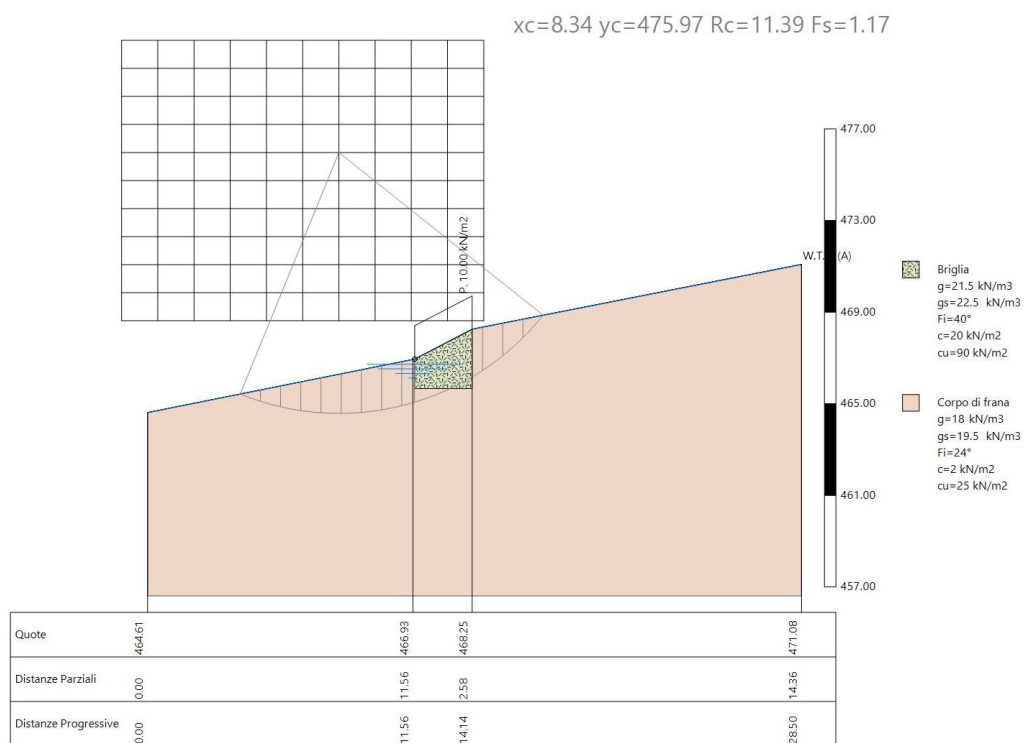 xc=8.34 yc=475.97 Rc=11.39 Fs=1.17
477.00
473.00
469.00
465.00
461.00
457.00
P. 10.00 kN/m2
W.T. (A)
Briglia
g=21.5 kN/m3
gs=22.5 kN/m3
Fi=40°
c=20 kN/m2
cu=90 kN/m2
Corpo di frana
g=18 kN/m3
gs=19.5 kN/m3
Fi=24°
c=2 kN/m2
cu=25 kN/m2
Quote 464.61 466.93 468.25 471.08
Distanze Parziali 0.00 11.56 2.58 14.36
Distanze Progressive 0.00 11.56 14.14 28.50